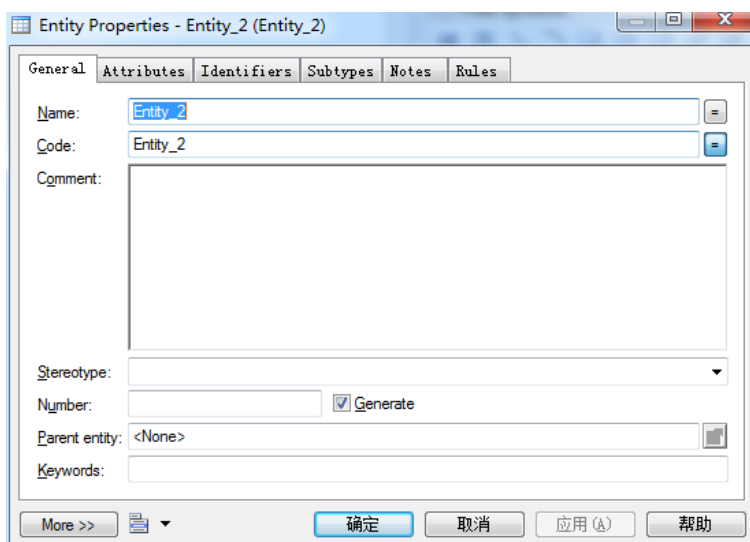 Entity Properties - Entity_2 (Entity_2)
General Attributes Identifiers Subtypes Notes Rules
Name: Entity_2 =
Code: Entity_2 =
Comment:
Stereotype:
Number: Generate
Parent entity: <None>
Keywords:
More >> 确定 取消 应用(A) 帮助